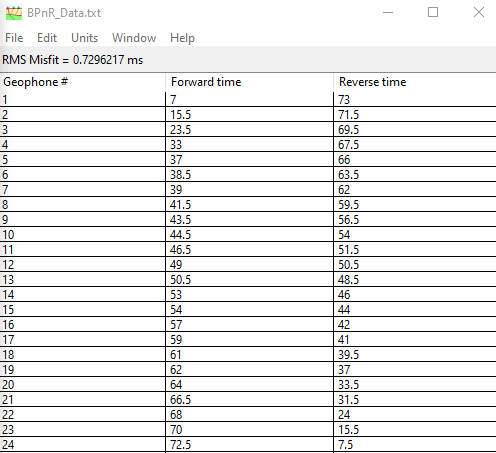 BPnR_Data.txt
File Edit Units Window Help
RMS Misfit = 0.7296217 ms
Geophone # Forward time Reverse time
1 7 73
2 15.5 71.5
3 23.5 69.5
4 33 67.5
5 37 66
6 38.5 63.5
7 39 62
8 41.5 59.5
9 43.5 56.5
10 44.5 54
11 46.5 51.5
12 49 50.5
13 50.5 48.5
14 53 46
15 54 44
16 57 42
17 59 41
18 61 39.5
19 62 37
20 64 33.5
21 66.5 31.5
22 68 24
23 70 15.5
24 72.5 7.5